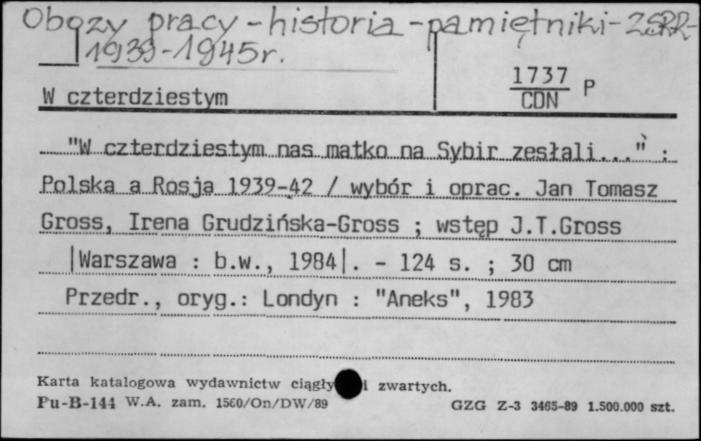 Obozy pracy - historia - pamiętniki - ZSRR -
1939-1945r.
1737 P
CDN
W czterdziestym
"W czterdziestym nas matko na Sybir zesłali..." :
Polska a Rosja 1939-42 / wybór i oprac. Jan Tomasz
Gross, Irena Grudzińska-Gross ; wstęp J.T.Gross
|Warszawa : b.w., 1984|. - 124 s. ; 30 cm
Przedr., oryg.: Londyn : "Aneks", 1983
Karta katalogowa wydawnictw ciągły i zwartych.
Pu-B-144 W.A. zam. 1560/On/DW/89 GZG Z-3 3465-89 1.500.000 szt.